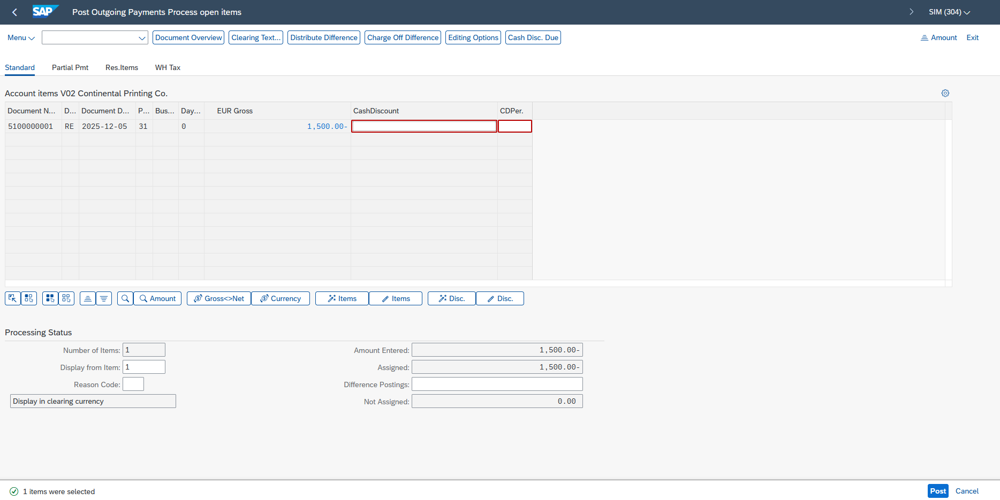 SAP Post Outgoing Payments Process open items SIM (304)
Menu Document Overview Clearing Text... Distribute Difference Charge Off Difference Editing Options Cash Disc. Due Amount Exit
Standard Partial Pmt Res.Items WH Tax
Account items V02 Continental Printing Co.
Document N... D... Document D... P... Bus... Day... EUR Gross CashDiscount CDPer.
5100000001 RE 2025-12-05 31 0 1,500.00-
Amount Gross<>Net Currency Items Items Disc. Disc.
Processing Status
Number of Items: 1 Amount Entered: 1,500.00-
Display from Item: 1 Assigned: 1,500.00-
Reason Code: Difference Postings:
Display in clearing currency Not Assigned: 0.00
1 items were selected Post Cancel